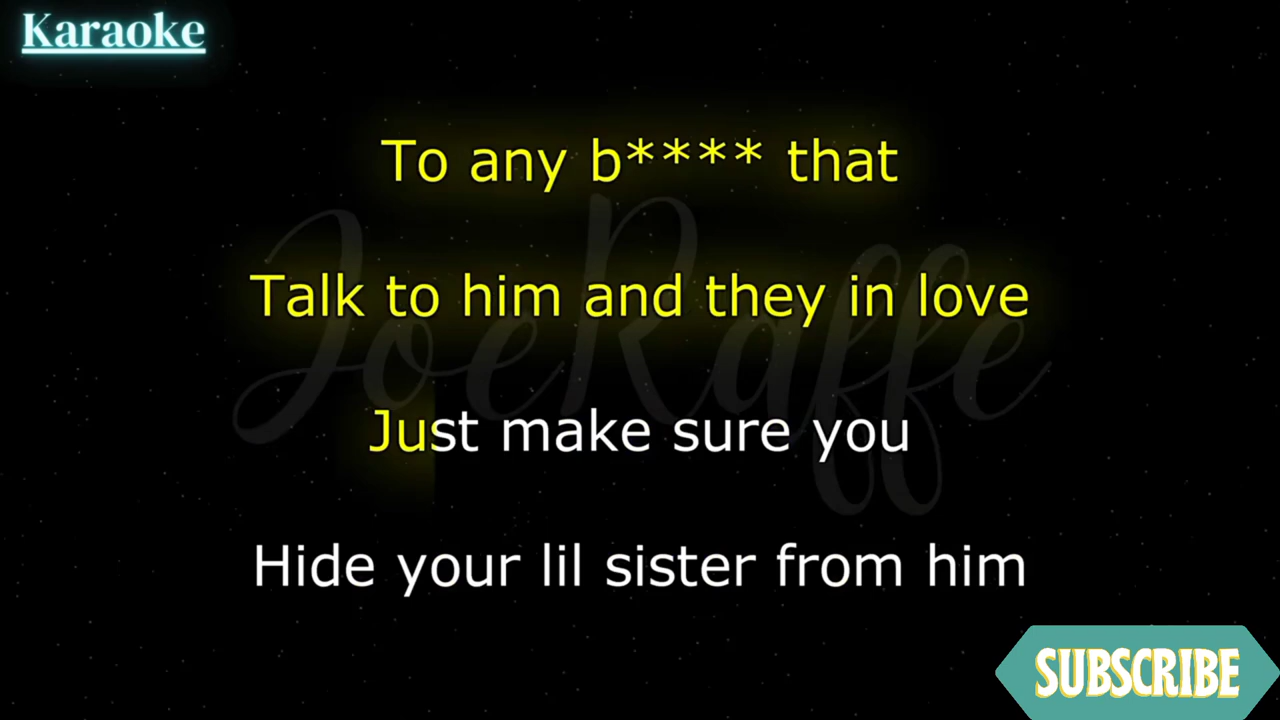 Karaoke
To any b**** that
Talk to him and they in love
JoeRaffe
Just make sure you
Hide your lil sister from him
SUBSCRIBE